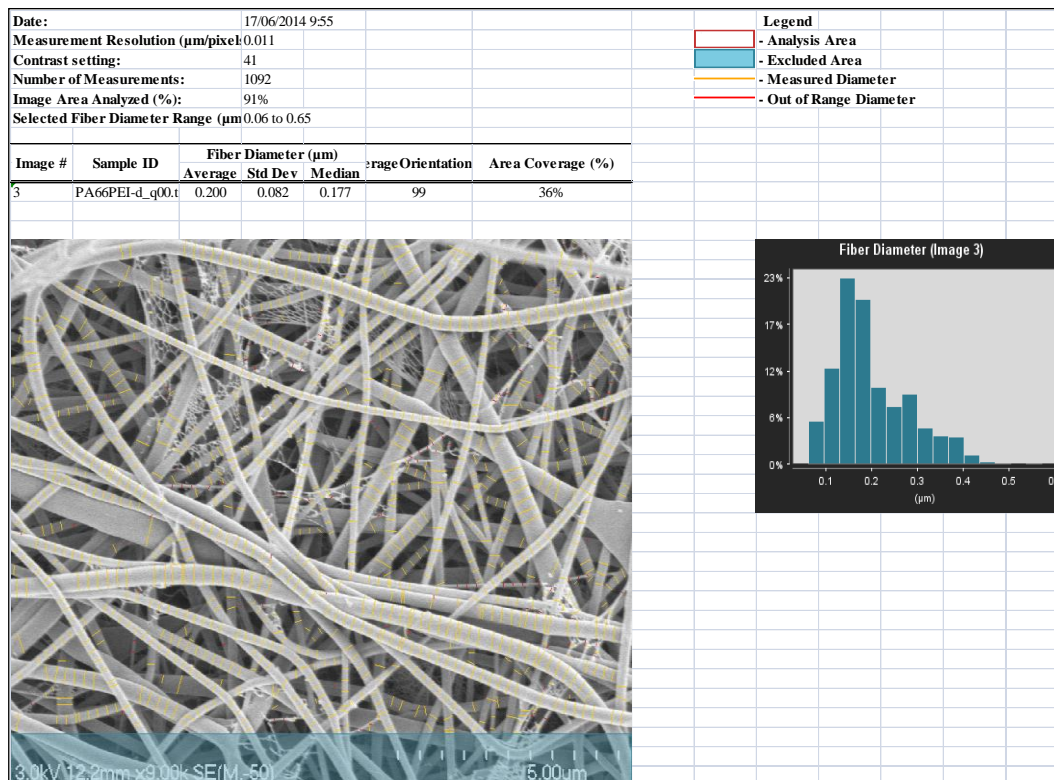 Date: 17/06/2014 9:55
Measurement Resolution (µm/pixel 0.011
Contrast setting: 41
Number of Measurements: 1092
Image Area Analyzed (%): 91%
Selected Fiber Diameter Range (µm 0.06 to 0.65
Legend
- Analysis Area
- Excluded Area
- Measured Diameter
- Out of Range Diameter
Image # Sample ID Fiber Diameter (µm) erageOrientation Area Coverage (%)
Average Std Dev Median
3 PA66PEI-d_q00.t 0.200 0.082 0.177 99 36%
Fiber Diameter (Image 3)
23%
17%
12%
6%
0%
0.1 0.2 0.3 0.4 0.5
(µm)
3.0kV 12.2mm x9.00k SE(M,-50) 5.00um